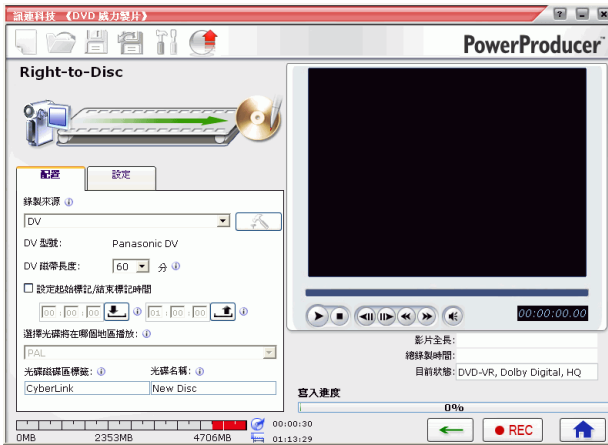 訊連科技 《DVD 威力製片》
PowerProducer™
Right-to-Disc
配置 設定
錄製來源
DV
DV 型號: Panasonic DV
DV 磁帶長度: 60 分
設定起始標記/結束標記時間
00 : 00 : 00 01 : 00 : 00
選擇光碟將在哪個地區播放:
PAL
光碟磁碟區標籤: 光碟名稱:
CyberLink New Disc
00:00:00.00
影片全長:
總錄製時間:
目前狀態: DVD-VR, Dolby Digital, HQ
寫入進度
0%
0MB 2353MB 4706MB
00:00:30
01:13:29
REC